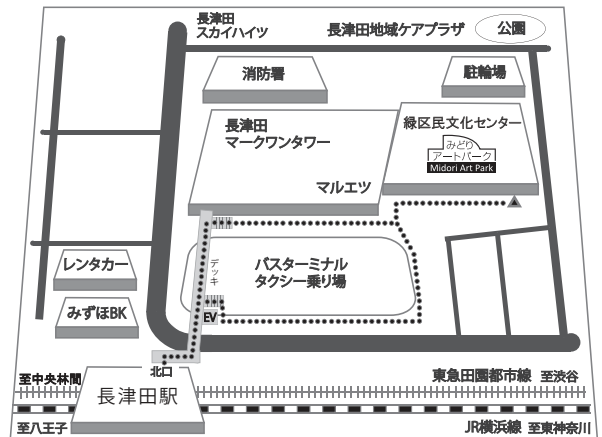 長津田
スカイハイツ
長津田地域ケアプラザ
公園
消防署
駐輪場
長津田
マークワンタワー
緑区民文化センター
みどり
アートパーク
Midori Art Park
マルエツ
レンタカー
デッキ
バスターミナル
タクシー乗り場
みずほBK
EV
北口
至中央林間
長津田駅
東急田園都市線 至渋谷
至八王子
JR横浜線 至東神奈川